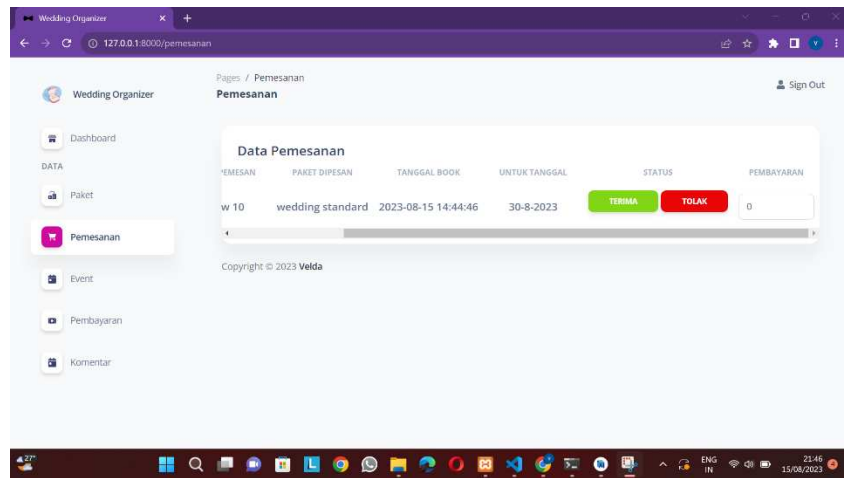 Wedding Organizer
127.0.0.1:8000/pemesanan
Wedding Organizer
Pages / Pemesanan
Pemesanan
Sign Out
Dashboard
DATA
Paket
Pemesanan
Event
Pembayaran
Komentar
Data Pemesanan
EMESAN PAKET DIPESAN TANGGAL BOOK UNTUK TANGGAL STATUS PEMBAYARAN
w 10 wedding standard 2023-08-15 14:44:46 30-8-2023 TERIMA TOLAK 0
Copyright © 2023 Velda
27°
ENG
IN
21:46
15/08/2023